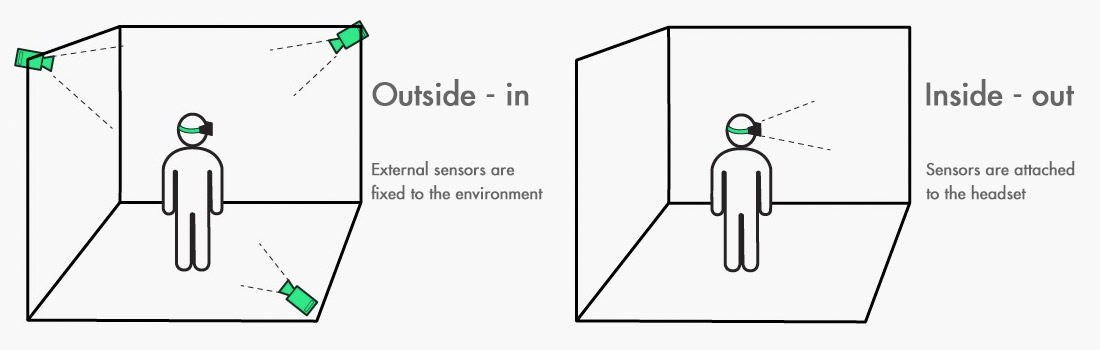 Outside - in
External sensors are
fixed to the environment
Inside - out
Sensors are attached
to the headset